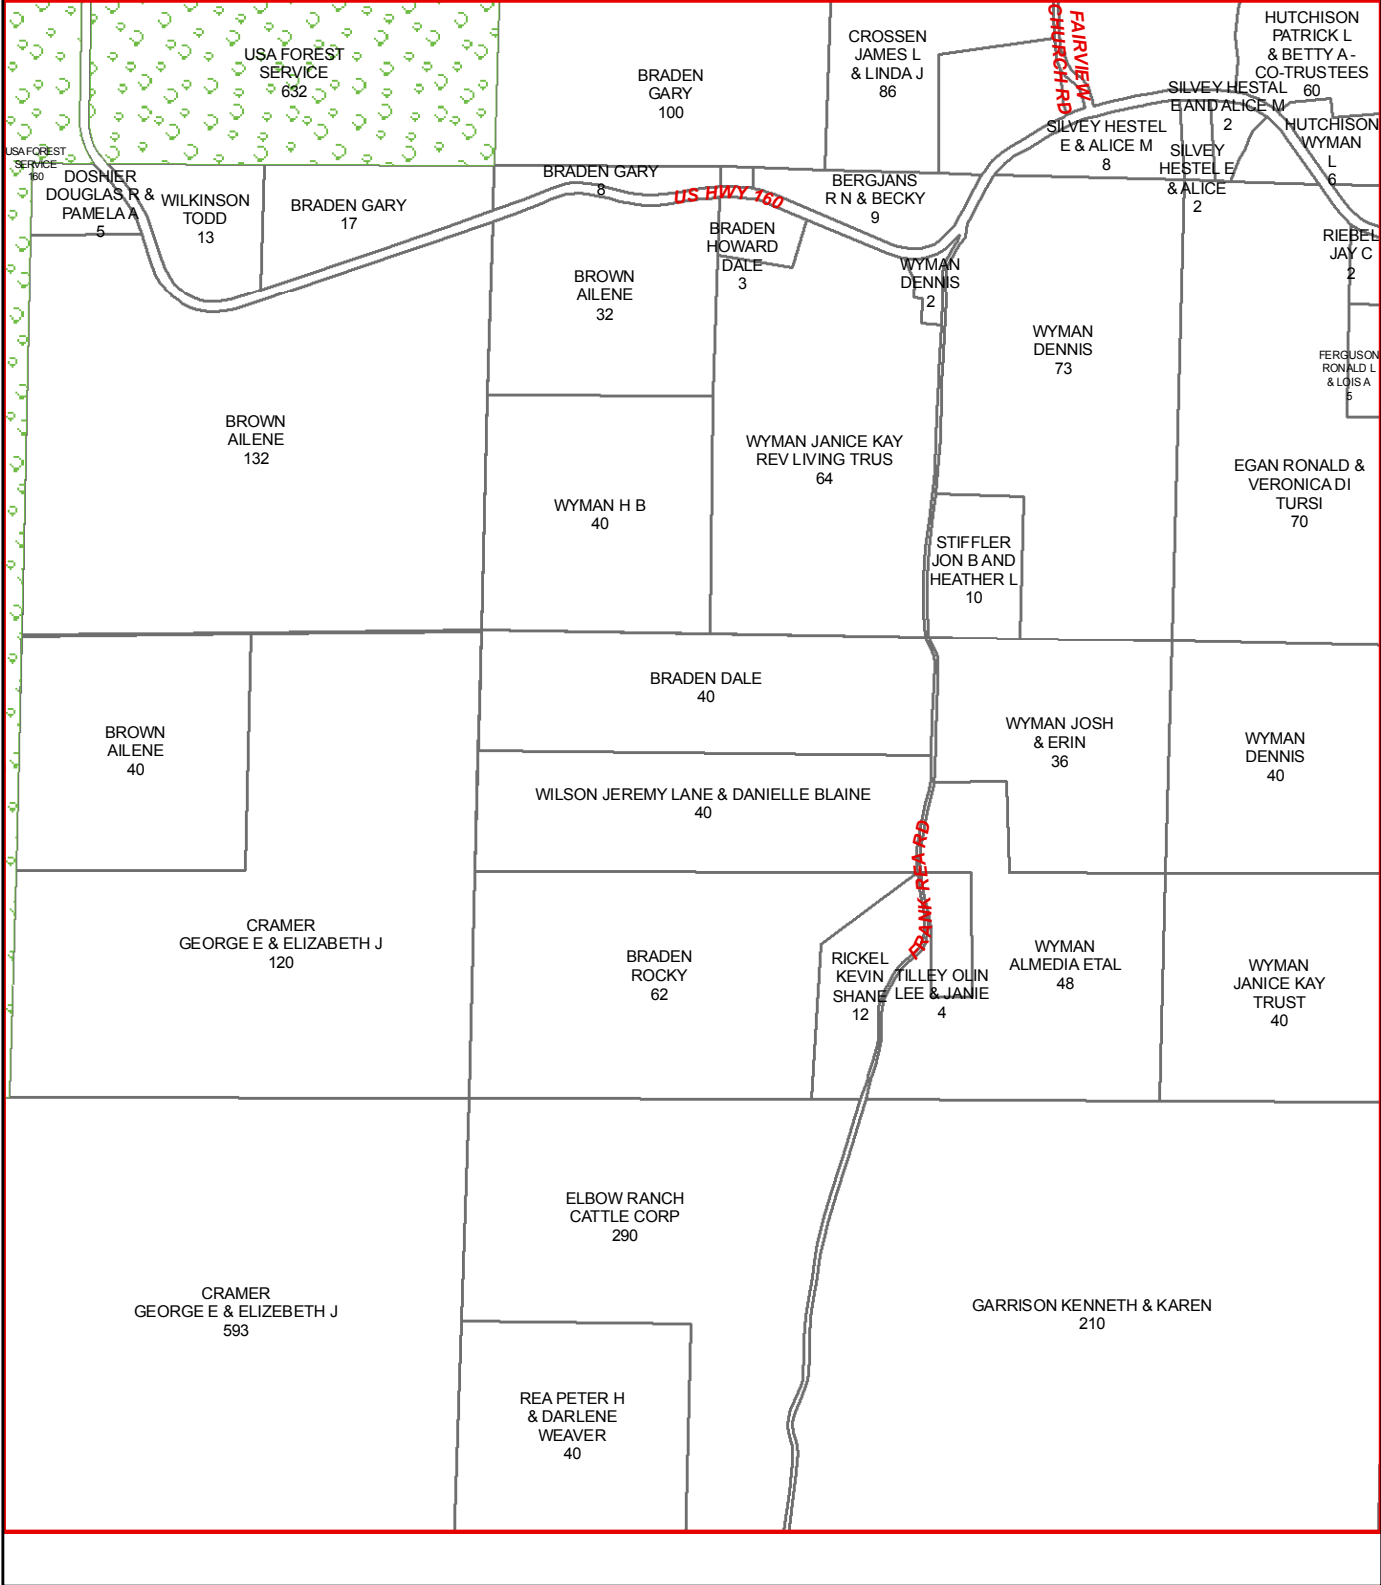 USA FOREST
SERVICE
632
BRADEN
GARY
100
CROSSEN
JAMES L
& LINDA J
86
FAIRVIEW
CHURCH RD
HUTCHISON
PATRICK L
& BETTY A -
CO-TRUSTEES
60
SILVEY HESTAL
E AND ALICE M
2
SILVEY HESTEL
E & ALICE M
8
SILVEY
HESTEL E
& ALICE
2
HUTCHISON
WYMAN
L
6
USA FOREST
SERVICE
160
DOSHIER
DOUGLAS R &
PAMELA A
5
WILKINSON
TODD
13
BRADEN GARY
17
BRADEN GARY
8
US HWY 160
BERGJANS
R N & BECKY
9
BRADEN
HOWARD
DALE
3
RIEBEL
JAY C
2
BROWN
AILENE
32
WYMAN
DENNIS
2
WYMAN
DENNIS
73
FERGUSON
RONALD L
& LOIS A
5
BROWN
AILENE
132
WYMAN JANICE KAY
REV LIVING TRUS
64
EGAN RONALD &
VERONICA DI
TURSI
70
WYMAN H B
40
STIFFLER
JON B AND
HEATHER L
10
BRADEN DALE
40
BROWN
AILENE
40
WYMAN JOSH
& ERIN
36
WYMAN
DENNIS
40
WILSON JEREMY LANE & DANIELLE BLAINE
40
FRANK REA RD
CRAMER
GEORGE E & ELIZABETH J
120
BRADEN
ROCKY
62
RICKEL
KEVIN
SHANE
12
TILLEY OLIN
LEE & JANIE
4
WYMAN
ALMEDIA ETAL
48
WYMAN
JANICE KAY
TRUST
40
ELBOW RANCH
CATTLE CORP
290
CRAMER
GEORGE E & ELIZEBETH J
593
GARRISON KENNETH & KAREN
210
REA PETER H
& DARLENE
WEAVER
40